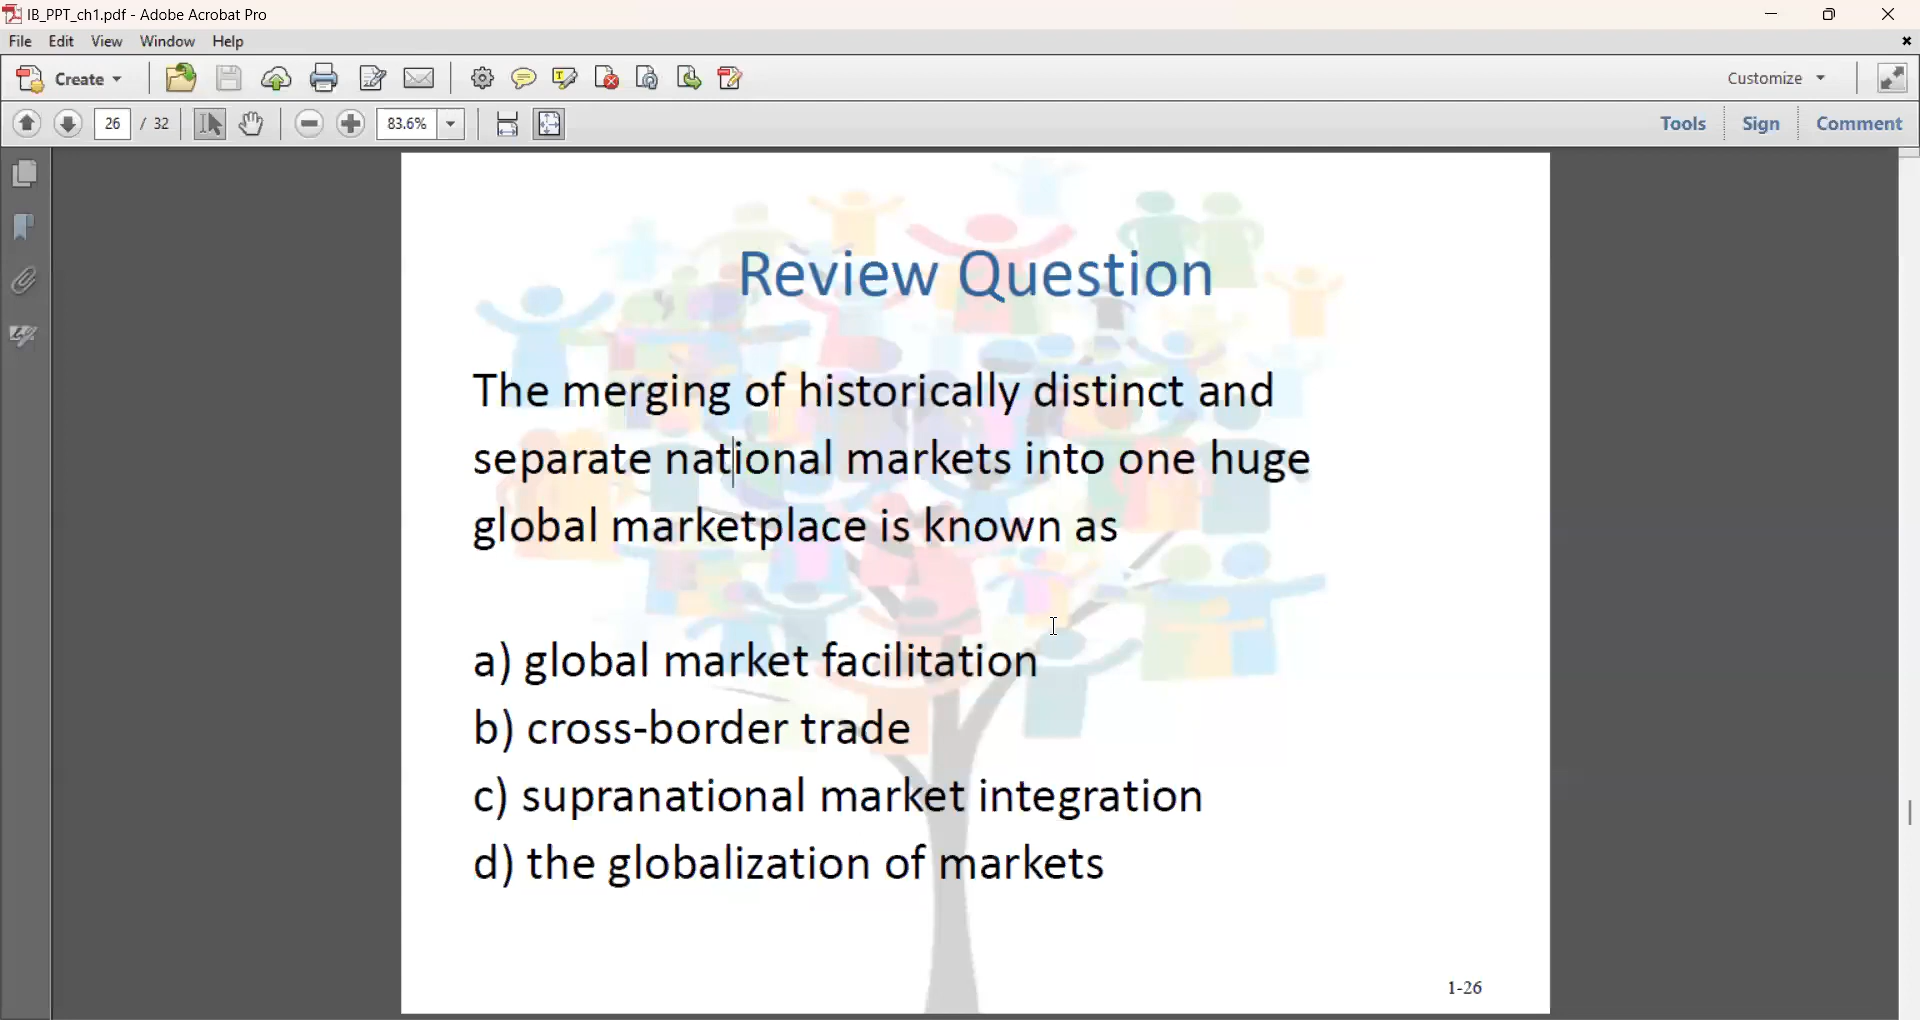 IB_PPT_ch1.pdf - Adobe Acrobat Pro
File Edit View Window Help
Create Customize
26 / 32 83.6% Tools Sign Comment
Review Question
The merging of historically distinct and
separate national markets into one huge
global marketplace is known as
a) global market facilitation
b) cross-border trade
c) supranational market integration
d) the globalization of markets
1-26